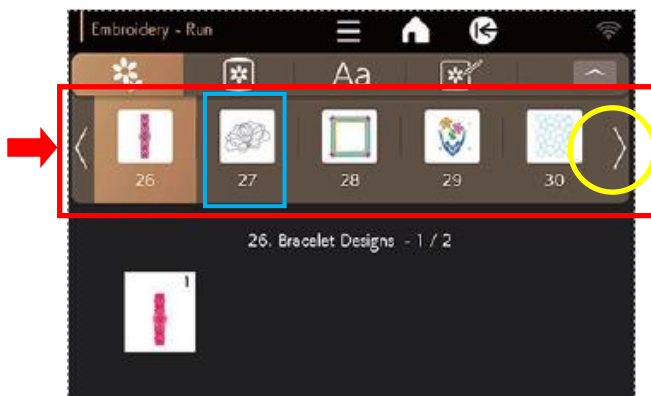 Embroidery - Run
Aa
26 27 28 29 30
26. Bracelet Designs - 1 / 2
1